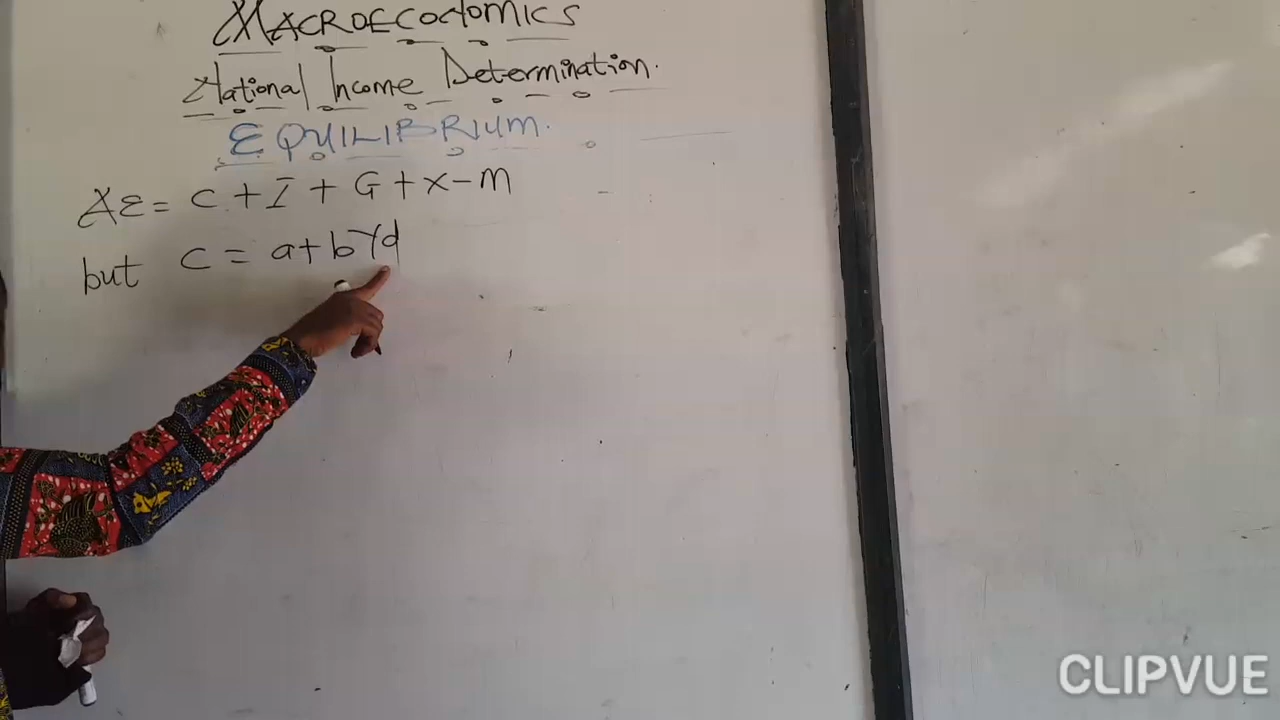 MACROECONOMICS
National Income Determination.
EQUILIBRIUM.
AE = C + I + G + X - M
but C = a + bYd
CLIPVUE